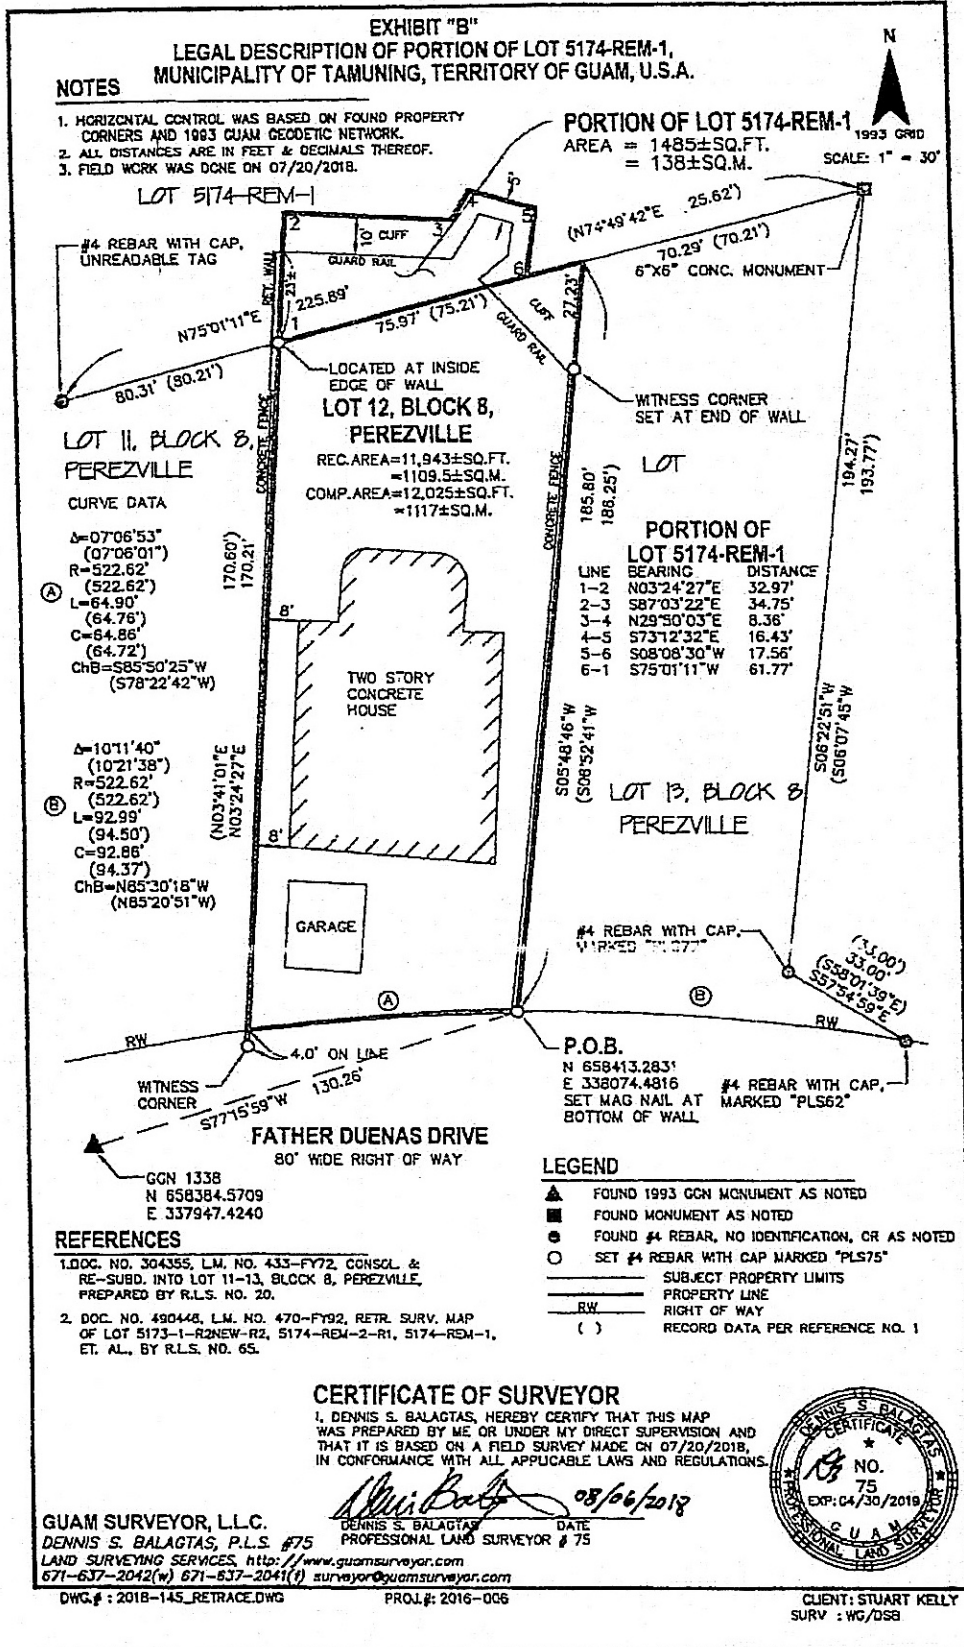 EXHIBIT "B"
LEGAL DESCRIPTION OF PORTION OF LOT 5174-REM-1,
MUNICIPALITY OF TAMUNING, TERRITORY OF GUAM, U.S.A.
NOTES
1. HORIZONTAL CONTROL WAS BASED ON FOUND PROPERTY
CORNERS AND 1993 GUAM GEODETIC NETWORK.
2. ALL DISTANCES ARE IN FEET & DECIMALS THEREOF.
3. FIELD WORK WAS DONE ON 07/20/2018.
PORTION OF LOT 5174-REM-1
AREA = 1485±SQ.FT.
= 138±SQ.M.
N
1993 GRID
SCALE: 1" = 30'
LOT 5174-REM-1
#4 REBAR WITH CAP,
UNREADABLE TAG
2
3
4
5
5'
6
1
10'
CLIFF
GUARD RAIL
RET. WALL
23'±
(N74°49'42"E
25.62')
70.29' (70.21')
6"X6" CONC. MONUMENT
N75°01'11"E
225.89'
75.97' (75.21')
80.31' (80.21')
CLIFF
GUARD RAIL
27.23'
LOCATED AT INSIDE
EDGE OF WALL
WITNESS CORNER
SET AT END OF WALL
LOT 12, BLOCK 8,
PEREZVILLE
REC.AREA=11,943±SQ.FT.
=1109.5±SQ.M.
COMP.AREA=12,025±SQ.FT.
=1117±SQ.M.
LOT 11, BLOCK 8,
PEREZVILLE
CONCRETE FENCE
CONCRETE FENCE
LOT
194.27'
193.77')
185.80'
186.25')
170.60')
170.21'
CURVE DATA
A
Δ=07°06'53"
(07°06'01")
R=522.62'
(522.62')
L=64.90'
(64.76')
C=64.86'
(64.72')
ChB=S85°50'25"W
(S78°22'42"W)
B
Δ=10°11'40"
(10°21'38")
R=522.62'
(522.62')
L=92.99'
(94.50')
C=92.86'
(94.37')
ChB=N85°30'18"W
(N85°20'51"W)
PORTION OF
LOT 5174-REM-1
LINE BEARING DISTANCE
1-2 N03°24'27"E 32.97'
2-3 S87°03'22"E 34.75'
3-4 N29°50'03"E 8.36'
4-5 S73°12'32"E 16.43'
5-6 S08°08'30"W 17.56'
6-1 S75°01'11"W 61.77'
8'
TWO STORY
CONCRETE
HOUSE
8'
(N03°41'01"E
N03°24'27"E
S05°48'46"W
(S06°52'41"W
S06°22'51"W
(S06°07'45"W
LOT 13, BLOCK 8
PEREZVILLE
GARAGE
#4 REBAR WITH CAP,
MARKED "PLS77"
(33.00')
33.00'
(S58°01'39"E)
S57°54'59"E
A
B
RW
RW
4.0' ON LINE
WITNESS
CORNER
130.26'
S77°15'59"W
P.O.B.
N 658413.2831
E 338074.4816
SET MAG NAIL AT
BOTTOM OF WALL
#4 REBAR WITH CAP,
MARKED "PLS62"
FATHER DUENAS DRIVE
80' WIDE RIGHT OF WAY
GGN 1338
N 658384.5709
E 337947.4240
LEGEND
FOUND 1993 GGN MONUMENT AS NOTED
FOUND MONUMENT AS NOTED
FOUND #4 REBAR, NO IDENTIFICATION, OR AS NOTED
SET #4 REBAR WITH CAP MARKED "PLS75"
SUBJECT PROPERTY LIMITS
PROPERTY LINE
RW RIGHT OF WAY
( ) RECORD DATA PER REFERENCE NO. 1
REFERENCES
1.DOC. NO. 304355, L.M. NO. 433-FY72, CONSOL. &
RE-SUBD. INTO LOT 11-13, BLOCK 8, PEREZVILLE,
PREPARED BY R.L.S. NO. 20.
2. DOC. NO. 490448, L.M. NO. 470-FY92, RETR. SURV. MAP
OF LOT 5173-1-R2NEW-R2, 5174-REM-2-R1, 5174-REM-1,
ET. AL., BY R.L.S. NO. 65.
CERTIFICATE OF SURVEYOR
I, DENNIS S. BALAGTAS, HEREBY CERTIFY THAT THIS MAP
WAS PREPARED BY ME OR UNDER MY DIRECT SUPERVISION AND
THAT IT IS BASED ON A FIELD SURVEY MADE ON 07/20/2018,
IN CONFORMANCE WITH ALL APPLICABLE LAWS AND REGULATIONS.
08/06/2018
DENNIS S. BALAGTAS DATE
PROFESSIONAL LAND SURVEYOR # 75
DENNIS S. BALAGTAS
CERTIFICATE
NO.
75
EXP: 04/30/2019
GUAM
PROFESSIONAL LAND SURVEYOR
GUAM SURVEYOR, L.L.C.
DENNIS S. BALAGTAS, P.L.S. #75
LAND SURVEYING SERVICES, http://www.guamsurveyor.com
671-637-2042(w) 671-637-2041(f) surveyor@guamsurveyor.com
DWG.# : 2018-145_RETRACE.DWG
PROJ.#: 2016-006
CLIENT: STUART KELLY
SURV : WG/DSB